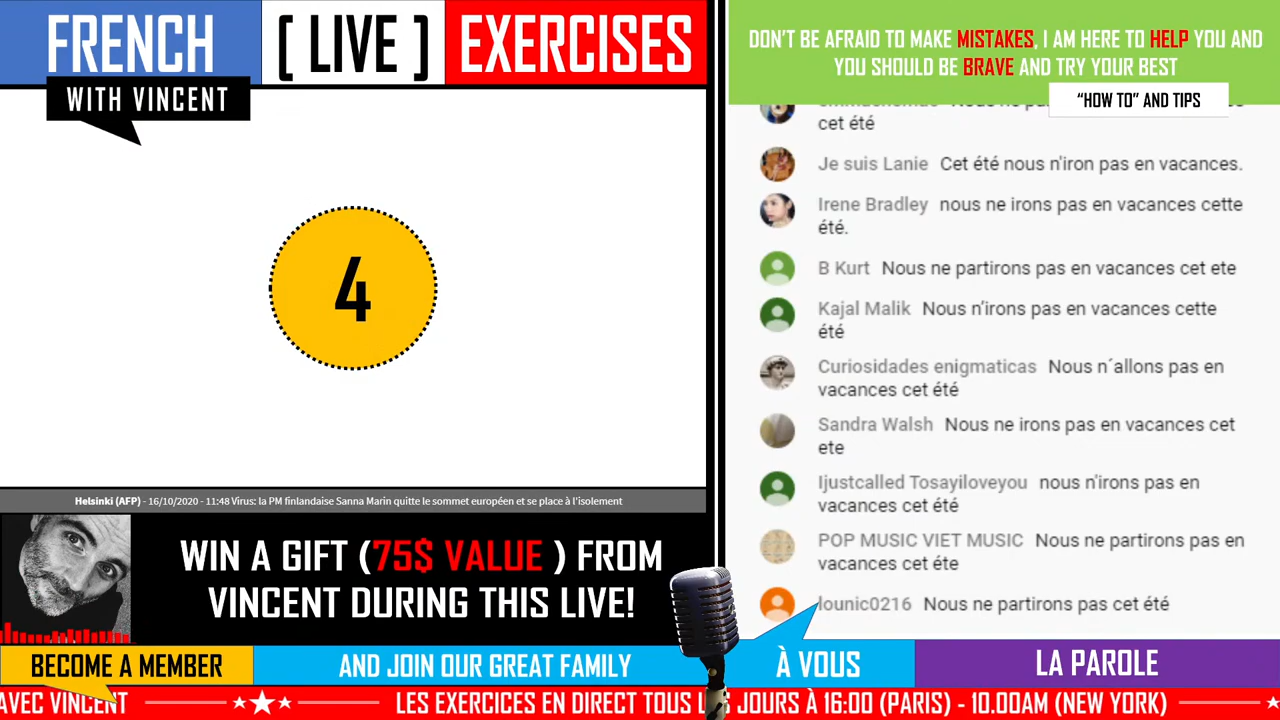 FRENCH [ LIVE ] EXERCISES
WITH VINCENT
4
Helsinki (AFP) - 16/10/2020 - 11:48 Virus: la PM finlandaise Sanna Marin quitte le sommet européen et se place à l'isolement
WIN A GIFT (75$ VALUE ) FROM
VINCENT DURING THIS LIVE!
BECOME A MEMBER
AND JOIN OUR GREAT FAMILY
DON'T BE AFRAID TO MAKE MISTAKES, I AM HERE TO HELP YOU AND
YOU SHOULD BE BRAVE AND TRY YOUR BEST
"HOW TO" AND TIPS
Nous ne
cet été
Je suis Lanie Cet été nous n'iron pas en vacances.
Irene Bradley nous ne irons pas en vacances cette
été.
B Kurt Nous ne partirons pas en vacances cet ete
Kajal Malik Nous n'irons pas en vacances cette
été
Curiosidades enigmaticas Nous n´allons pas en
vacances cet été
Sandra Walsh Nous ne irons pas en vacances cet
ete
Ijustcalled Tosayiloveyou nous n'irons pas en
vacances cet été
POP MUSIC VIET MUSIC Nous ne partirons pas en
vacances cet éte
lounic0216 Nous ne partirons pas cet été
À VOUS
LA PAROLE
AVEC VINCENT
LES EXERCICES EN DIRECT TOUS LES JOURS À 16:00 (PARIS) - 10.00AM (NEW YORK)